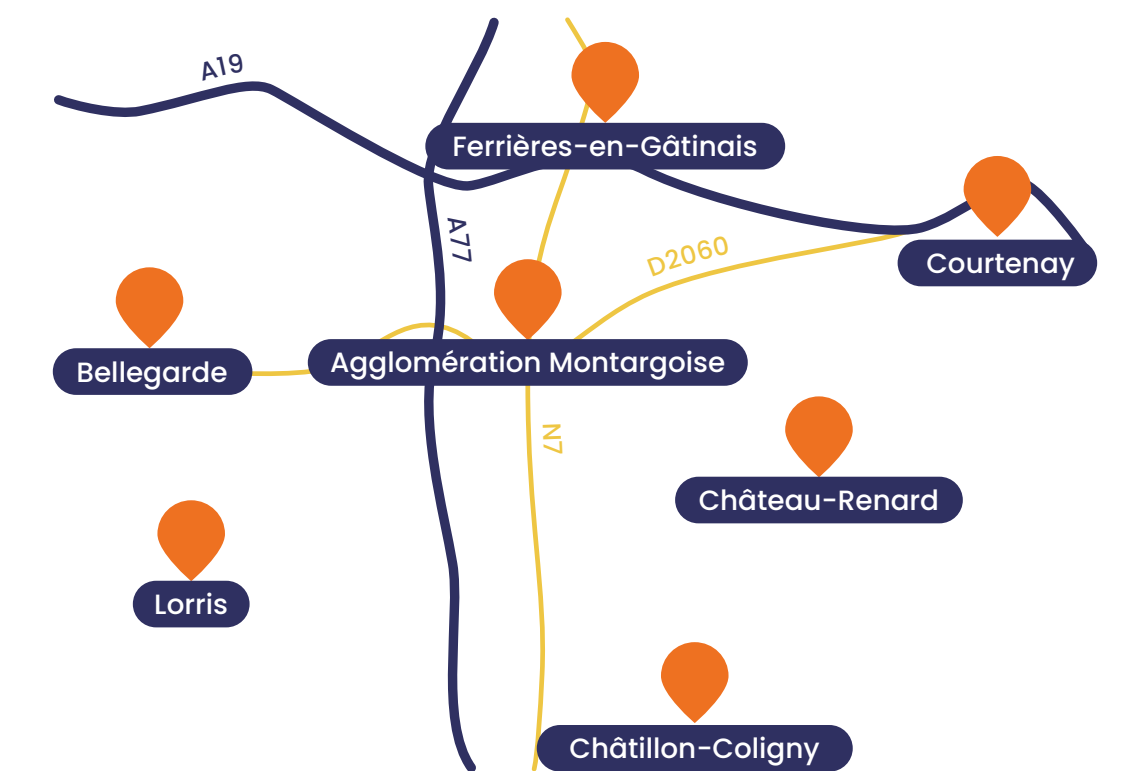 A19
Ferrières-en-Gâtinais
A77
D2060
Courtenay
Bellegarde
Agglomération Montargoise
N7
Château-Renard
Lorris
Châtillon-Coligny